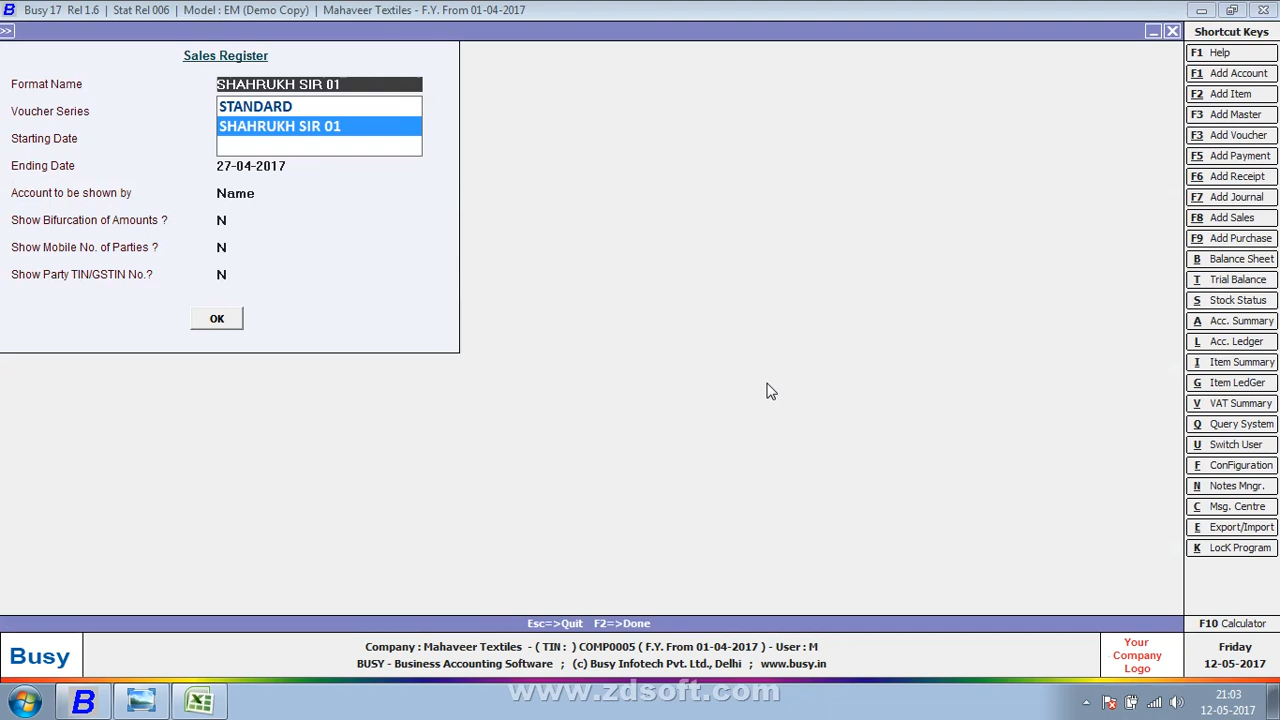 Busy 17 Rel 1.6 | Stat Rel 006 | Model : EM (Demo Copy) | Mahaveer Textiles - F.Y. From 01-04-2017
>>
Shortcut Keys
Sales Register
Format Name SHAHRUKH SIR 01
Voucher Series STANDARD
SHAHRUKH SIR 01
Starting Date
Ending Date 27-04-2017
Account to be shown by Name
Show Bifurcation of Amounts ? N
Show Mobile No. of Parties ? N
Show Party TIN/GSTIN No.? N
OK
F1 Help
F1 Add Account
F2 Add Item
F3 Add Master
F3 Add Voucher
F5 Add Payment
F6 Add Receipt
F7 Add Journal
F8 Add Sales
F9 Add Purchase
B Balance Sheet
T Trial Balance
S Stock Status
A Acc. Summary
L Acc. Ledger
I Item Summary
G Item LedGer
V VAT Summary
Q Query System
U Switch User
F ConFiguration
N Notes Mngr.
C Msg. Centre
E Export/Import
K LocK Program
Esc=>Quit F2=>Done
F10 Calculator
Busy
Company : Mahaveer Textiles - ( TIN : ) COMP0005 ( F.Y. From 01-04-2017 ) - User : M
BUSY - Business Accounting Software ; (c) Busy Infotech Pvt. Ltd., Delhi ; www.busy.in
Your
Company
Logo
Friday
12-05-2017
www.zdsoft.com
21:03
12-05-2017